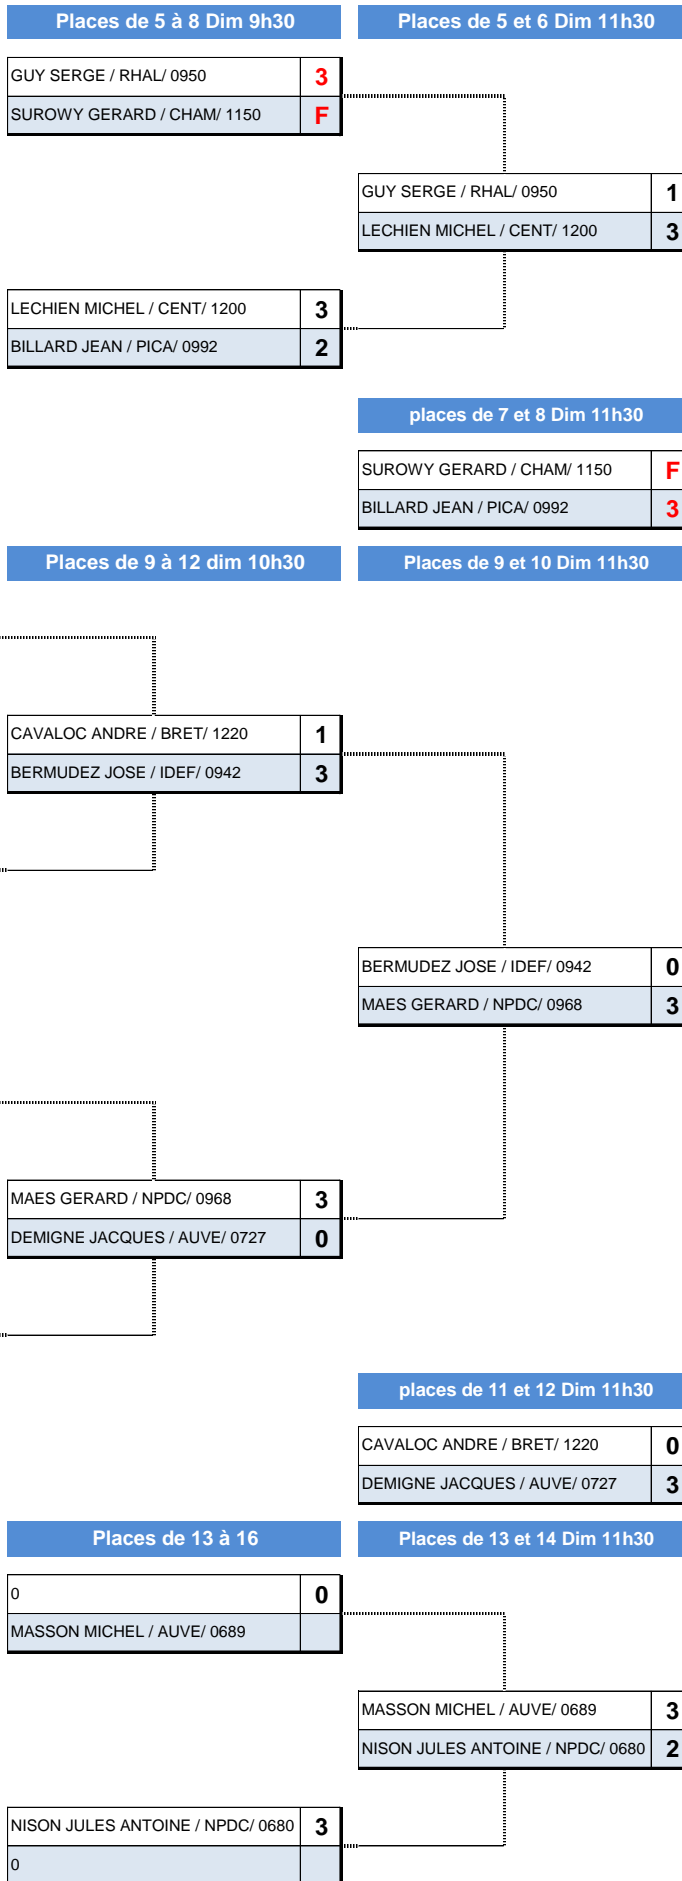 Places de 5 à 8 Dim 9h30 Places de 5 et 6 Dim 11h30
GUY SERGE / RHAL/ 0950 3
SUROWY GERARD / CHAM/ 1150 F
GUY SERGE / RHAL/ 0950 1
LECHIEN MICHEL / CENT/ 1200 3
LECHIEN MICHEL / CENT/ 1200 3
BILLARD JEAN / PICA/ 0992 2
places de 7 et 8 Dim 11h30
SUROWY GERARD / CHAM/ 1150 F
BILLARD JEAN / PICA/ 0992 3
Places de 9 à 12 dim 10h30 Places de 9 et 10 Dim 11h30
CAVALOC ANDRE / BRET/ 1220 1
BERMUDEZ JOSE / IDEF/ 0942 3
BERMUDEZ JOSE / IDEF/ 0942 0
MAES GERARD / NPDC/ 0968 3
MAES GERARD / NPDC/ 0968 3
DEMIGNE JACQUES / AUVE/ 0727 0
places de 11 et 12 Dim 11h30
CAVALOC ANDRE / BRET/ 1220 0
DEMIGNE JACQUES / AUVE/ 0727 3
Places de 13 à 16 Places de 13 et 14 Dim 11h30
0 0
MASSON MICHEL / AUVE/ 0689
MASSON MICHEL / AUVE/ 0689 3
NISON JULES ANTOINE / NPDC/ 0680 2
NISON JULES ANTOINE / NPDC/ 0680 3
0